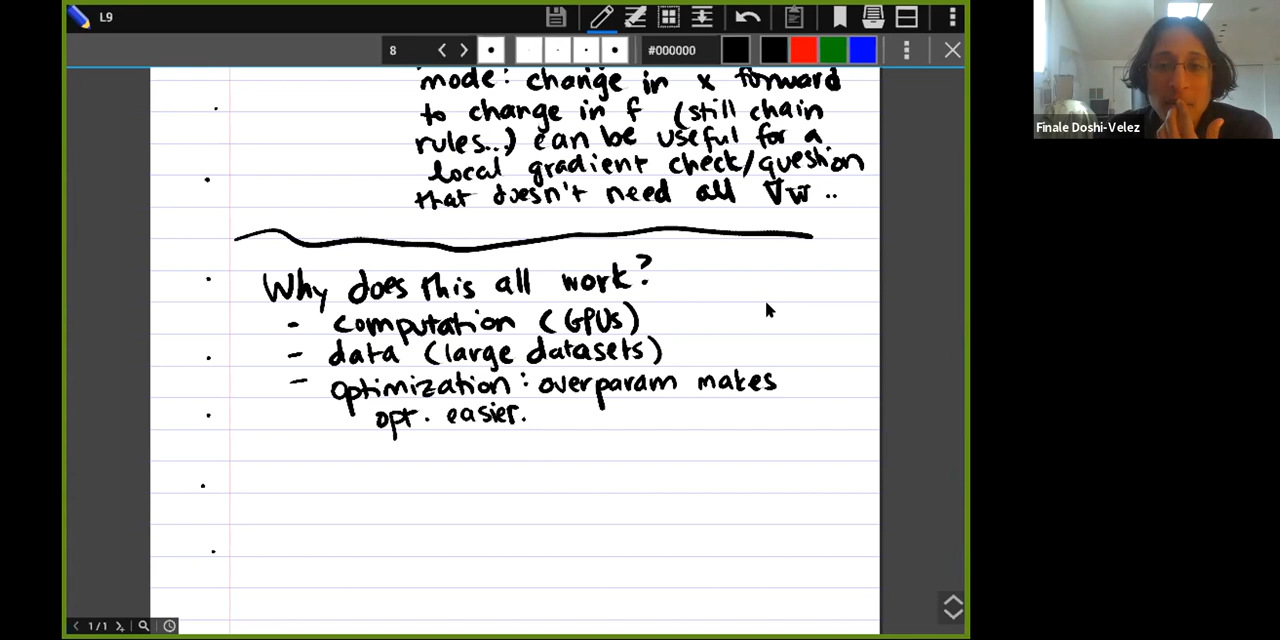 L9
8
#000000
mode: change in x forward
to change in f (still chain
rules...) can be useful for a
local gradient check/question
that doesn't need all ∇w ..
Why does this all work?
- computation (GPUs)
- data (large datasets)
- optimization: overparam makes
opt. easier.
1/1
Finale Doshi-Velez